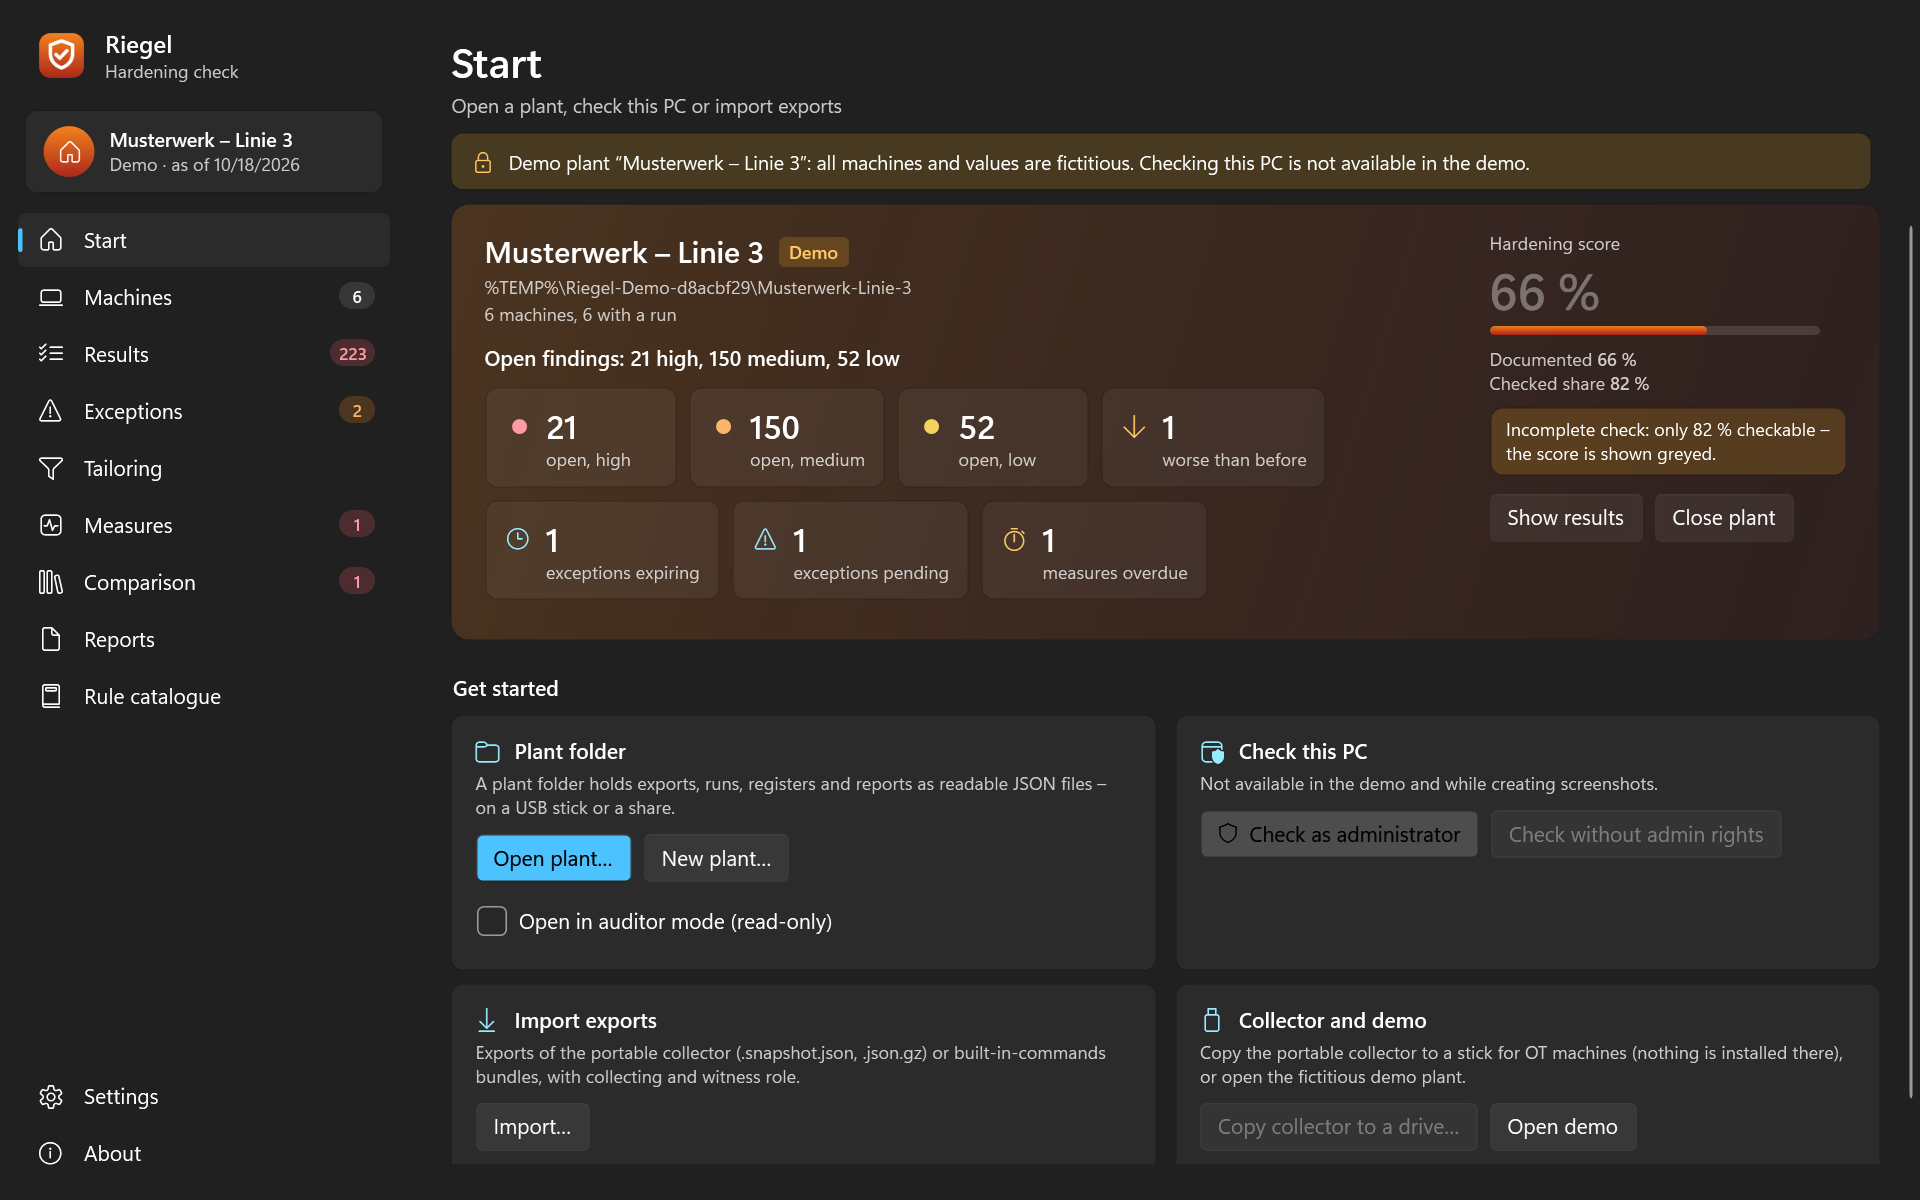 Riegel
Hardening check
Musterwerk – Linie 3
Demo · as of 10/18/2026
Start
Machines
6
Results
223
Exceptions
2
Tailoring
Measures
1
Comparison
1
Reports
Rule catalogue
Settings
About
Start
Open a plant, check this PC or import exports
Demo plant “Musterwerk – Linie 3”: all machines and values are fictitious. Checking this PC is not available in the demo.
Musterwerk – Linie 3
Demo
%TEMP%\Riegel-Demo-d8acbf29\Musterwerk-Linie-3
6 machines, 6 with a run
Open findings: 21 high, 150 medium, 52 low
21
open, high
150
open, medium
52
open, low
1
worse than before
1
exceptions expiring
1
exceptions pending
1
measures overdue
Hardening score
66 %
Documented 66 %
Checked share 82 %
Incomplete check: only 82 % checkable –
the score is shown greyed.
Show results
Close plant
Get started
Plant folder
A plant folder holds exports, runs, registers and reports as readable JSON files –
on a USB stick or a share.
Open plant...
New plant...
Open in auditor mode (read-only)
Check this PC
Not available in the demo and while creating screenshots.
Check as administrator
Check without admin rights
Import exports
Exports of the portable collector (.snapshot.json, .json.gz) or built-in-commands
bundles, with collecting and witness role.
Import...
Collector and demo
Copy the portable collector to a stick for OT machines (nothing is installed there),
or open the fictitious demo plant.
Copy collector to a drive...
Open demo